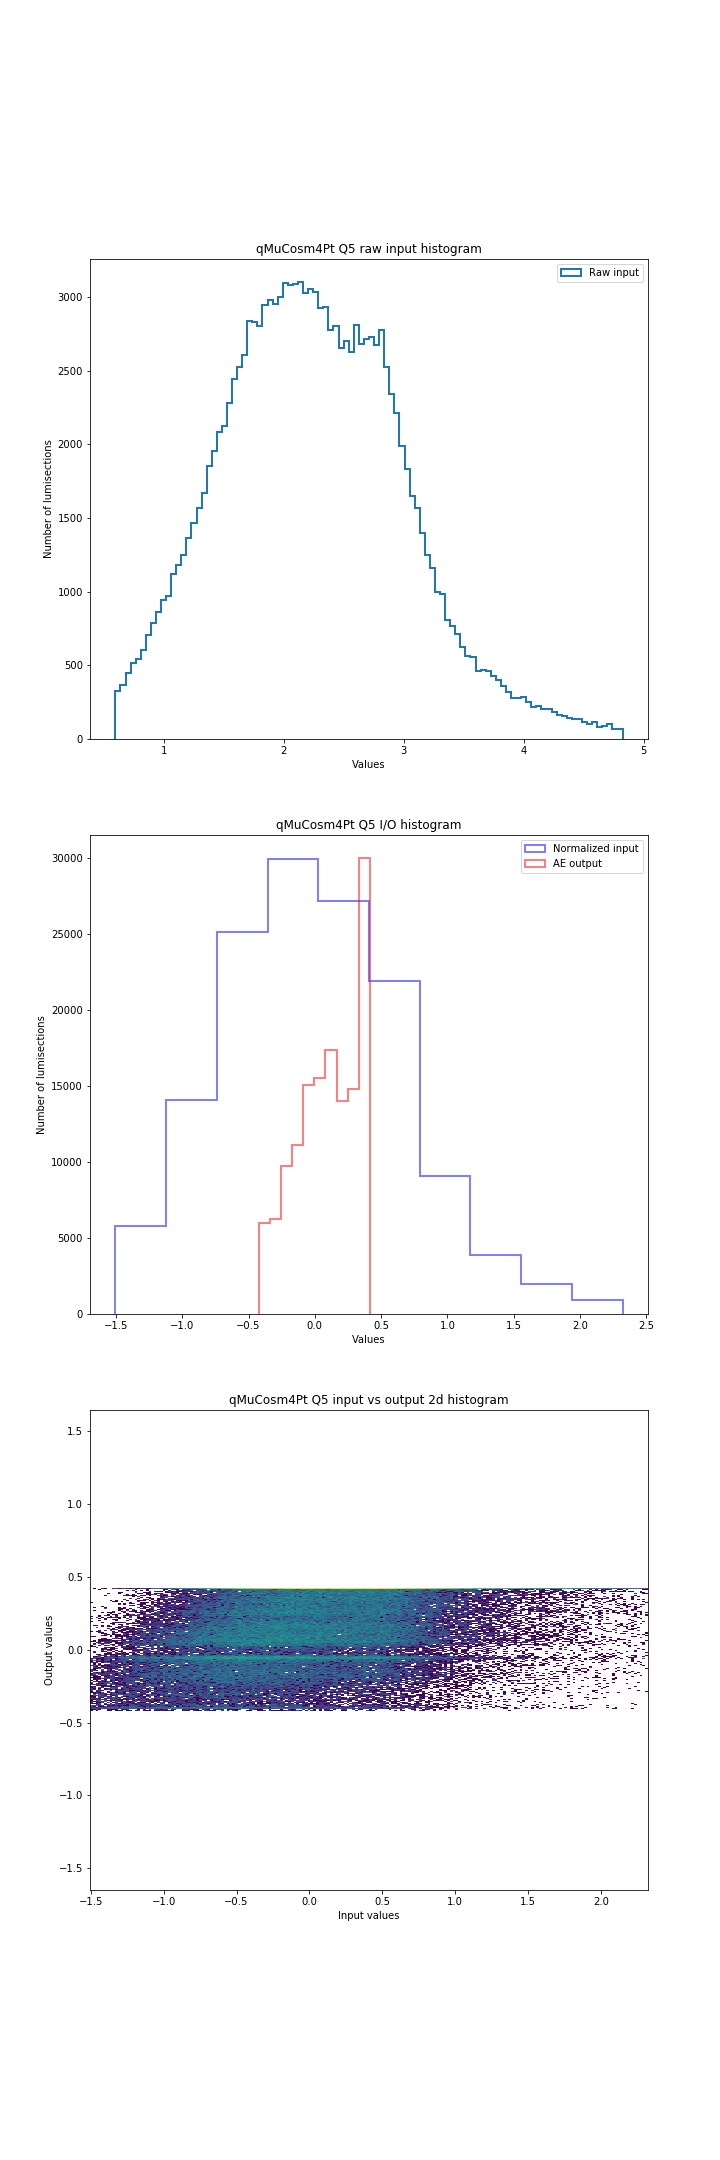 qMuCosm4Pt Q5 raw input histogram
Raw input
3000
2500
2000
1500
1000
500
0
Number of lumisections
1 2 3 4 5
Values
qMuCosm4Pt Q5 I/O histogram
Normalized input
AE output
30000
25000
20000
15000
10000
5000
0
Number of lumisections
−1.5 −1.0 −0.5 0.0 0.5 1.0 1.5 2.0 2.5
Values
qMuCosm4Pt Q5 input vs output 2d histogram
1.5
1.0
0.5
0.0
−0.5
−1.0
−1.5
Output values
−1.5 −1.0 −0.5 0.0 0.5 1.0 1.5 2.0
Input values